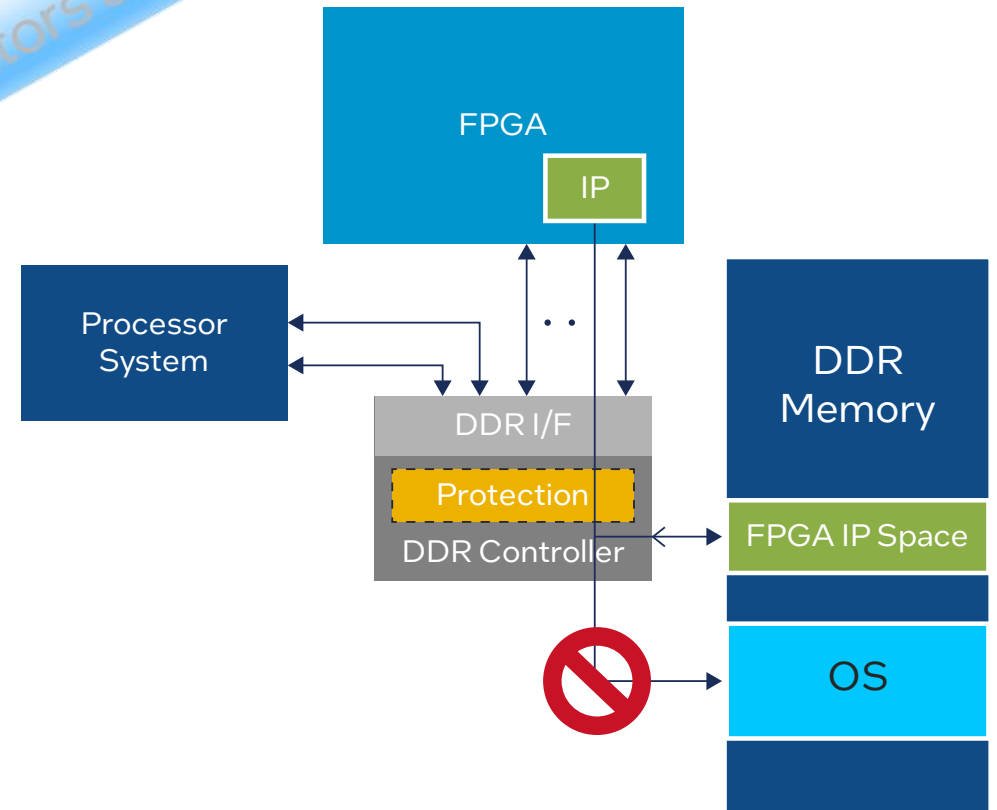 FPGA
IP
Processor
System
DDR
Memory
DDR I/F
Protection
DDR Controller
FPGA IP Space
OS